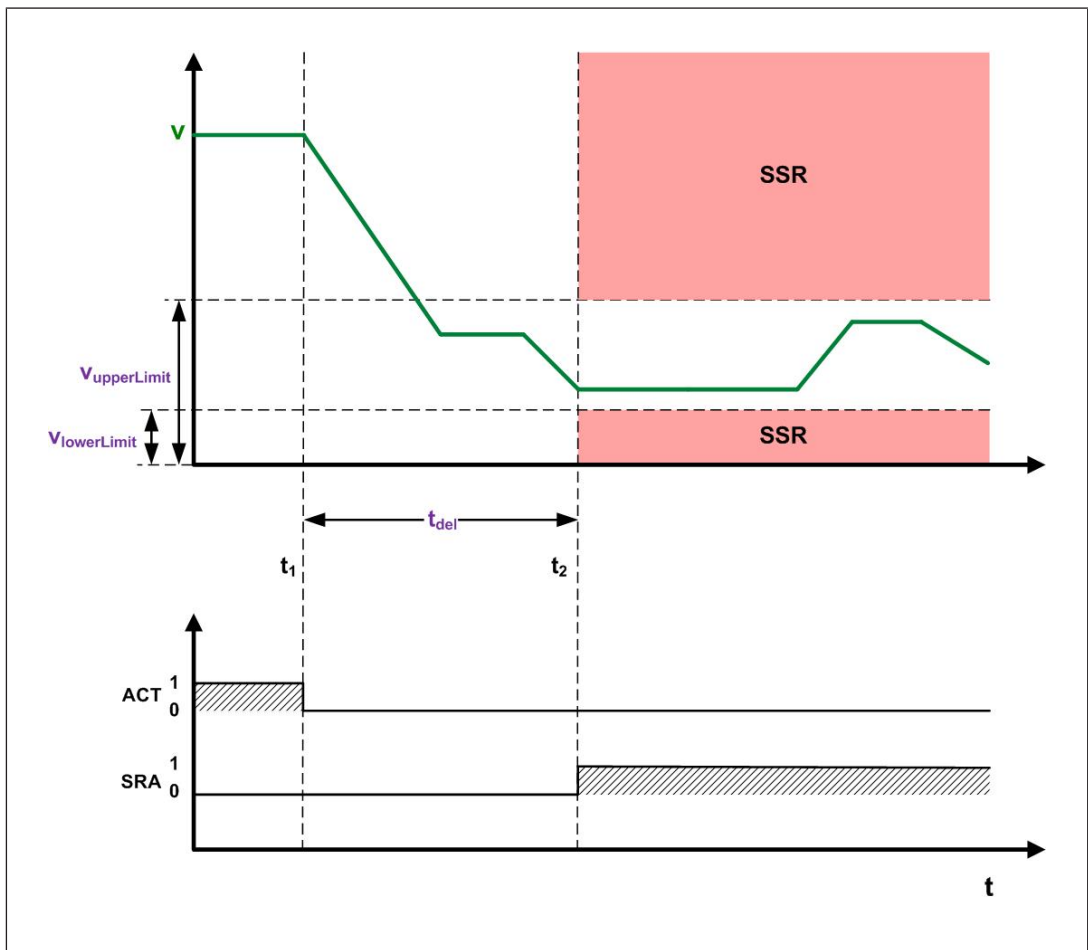 SSR
v
vupperLimit
vlowerLimit
SSR
tdel
t1
t2
ACT 1
0
SRA 1
0
t